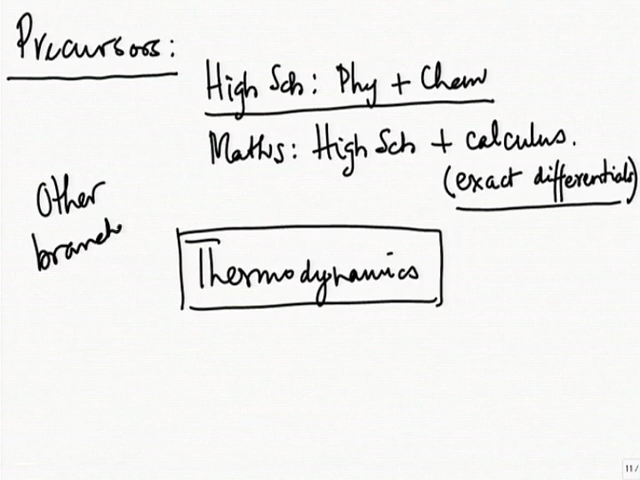 Precursors:
High Sch: Phy + Chem
Maths: High Sch + calculus.
(exact differentials)
Other
branch
Thermodynamics
11/